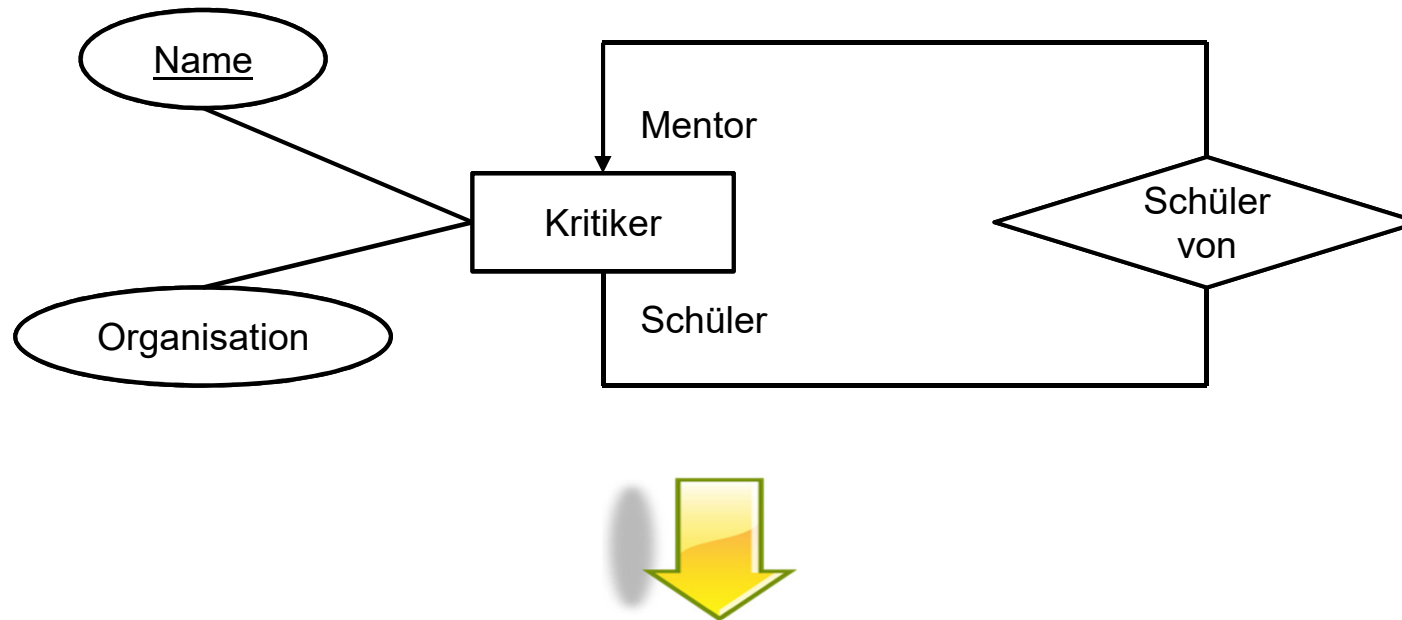 Name
Mentor
Kritiker
Schüler
von
Schüler
Organisation